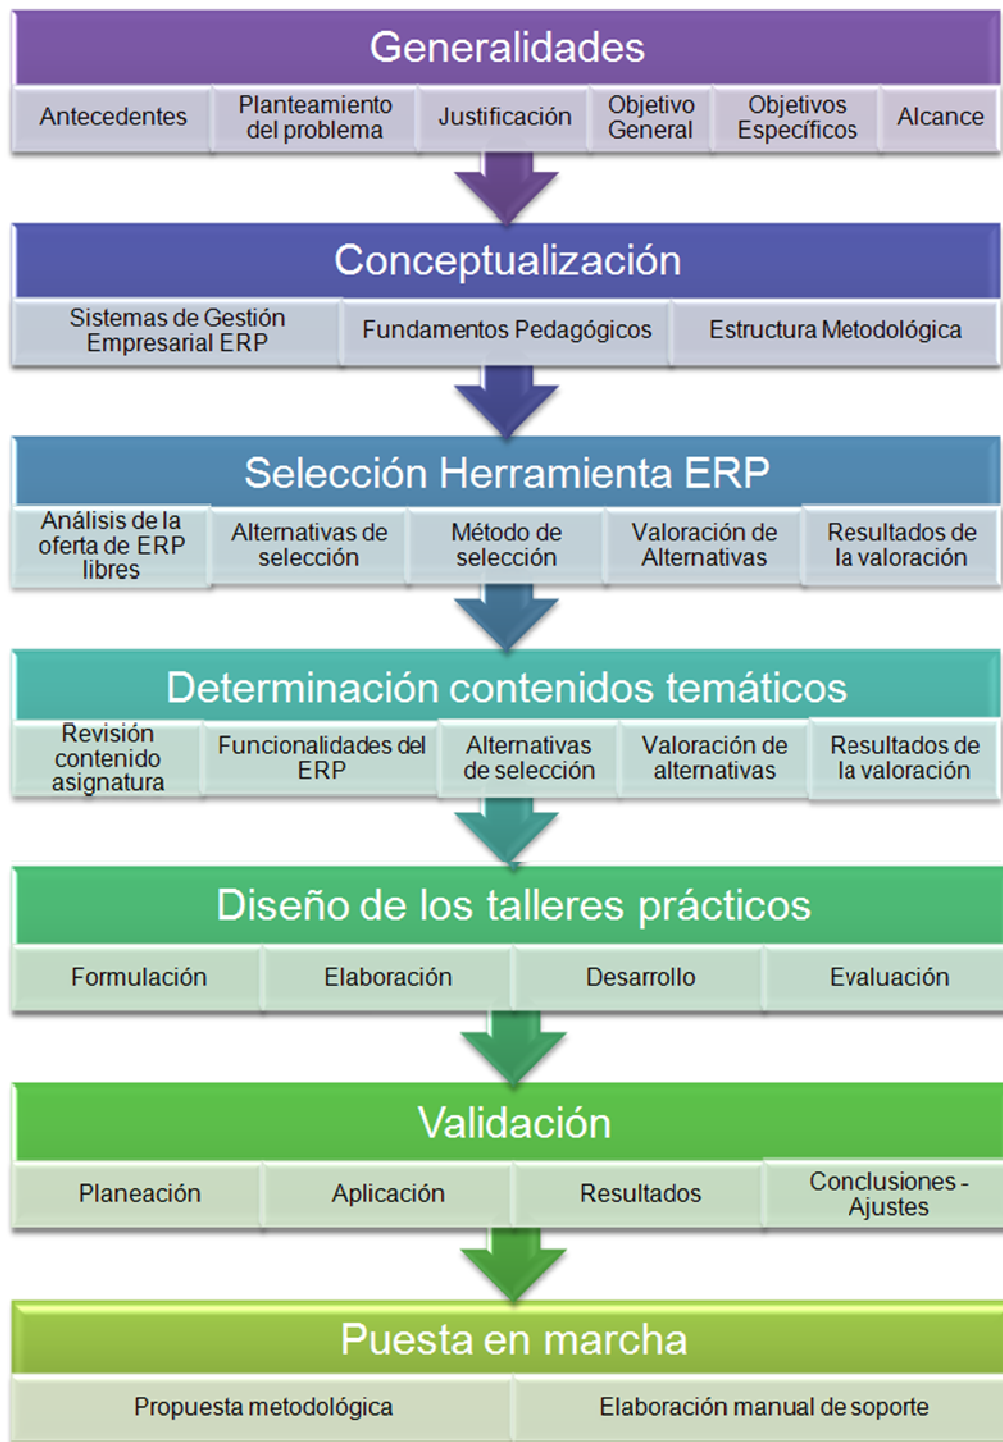 Generalidades
Antecedentes
Planteamiento
del problema
Justificación
Objetivo
General
Objetivos
Específicos
Alcance
Conceptualización
Sistemas de Gestión
Empresarial ERP
Fundamentos Pedagógicos
Estructura Metodológica
Selección Herramienta ERP
Análisis de la
oferta de ERP
libres
Alternativas de
selección
Método de
selección
Valoración de
Alternativas
Resultados de
la valoración
Determinación contenidos temáticos
Revisión
contenido
asignatura
Funcionalidades del
ERP
Alternativas
de selección
Valoración de
alternativas
Resultados de
la valoración
Diseño de los talleres prácticos
Formulación
Elaboración
Desarrollo
Evaluación
Validación
Planeación
Aplicación
Resultados
Conclusiones -
Ajustes
Puesta en marcha
Propuesta metodológica
Elaboración manual de soporte